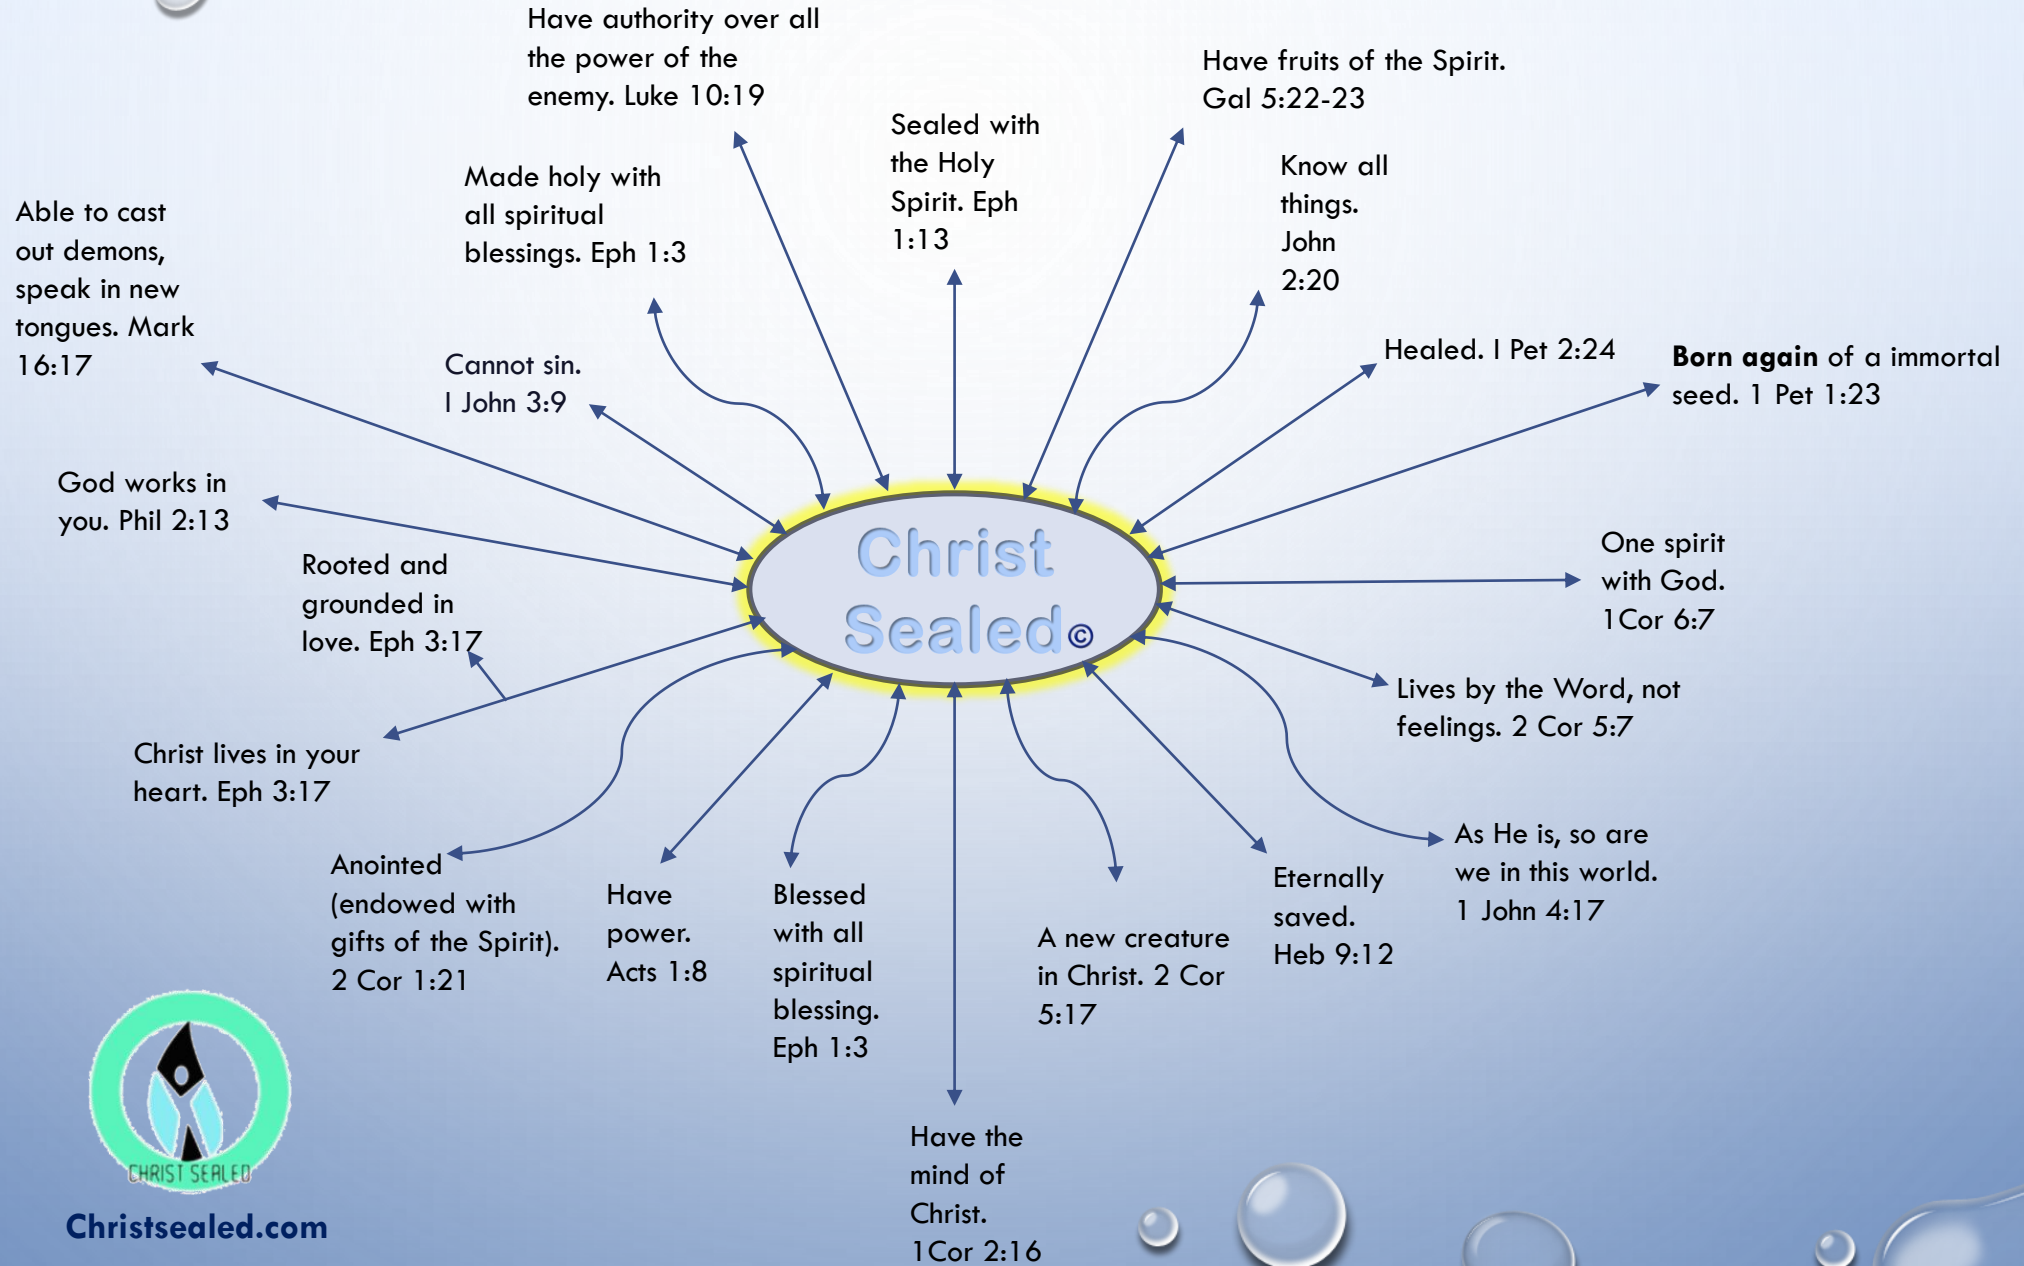 Have authority over all
the power of the
enemy. Luke 10:19
Have fruits of the Spirit.
Gal 5:22-23
Sealed with
the Holy
Spirit. Eph
1:13
Know all
things.
John
2:20
Made holy with
all spiritual
blessings. Eph 1:3
Able to cast
out demons,
speak in new
tongues. Mark
16:17
Cannot sin.
I John 3:9
Healed. I Pet 2:24
Born again of a immortal
seed. 1 Pet 1:23
God works in
you. Phil 2:13
Rooted and
grounded in
love. Eph 3:17
Christ
Sealed©
One spirit
with God.
1Cor 6:7
Lives by the Word, not
feelings. 2 Cor 5:7
Christ lives in your
heart. Eph 3:17
As He is, so are
we in this world.
1 John 4:17
Anointed
(endowed with
gifts of the Spirit).
2 Cor 1:21
Have
power.
Acts 1:8
Blessed
with all
spiritual
blessing.
Eph 1:3
A new creature
in Christ. 2 Cor
5:17
Eternally
saved.
Heb 9:12
Have the
mind of
Christ.
1Cor 2:16
CHRIST SEALED
Christsealed.com